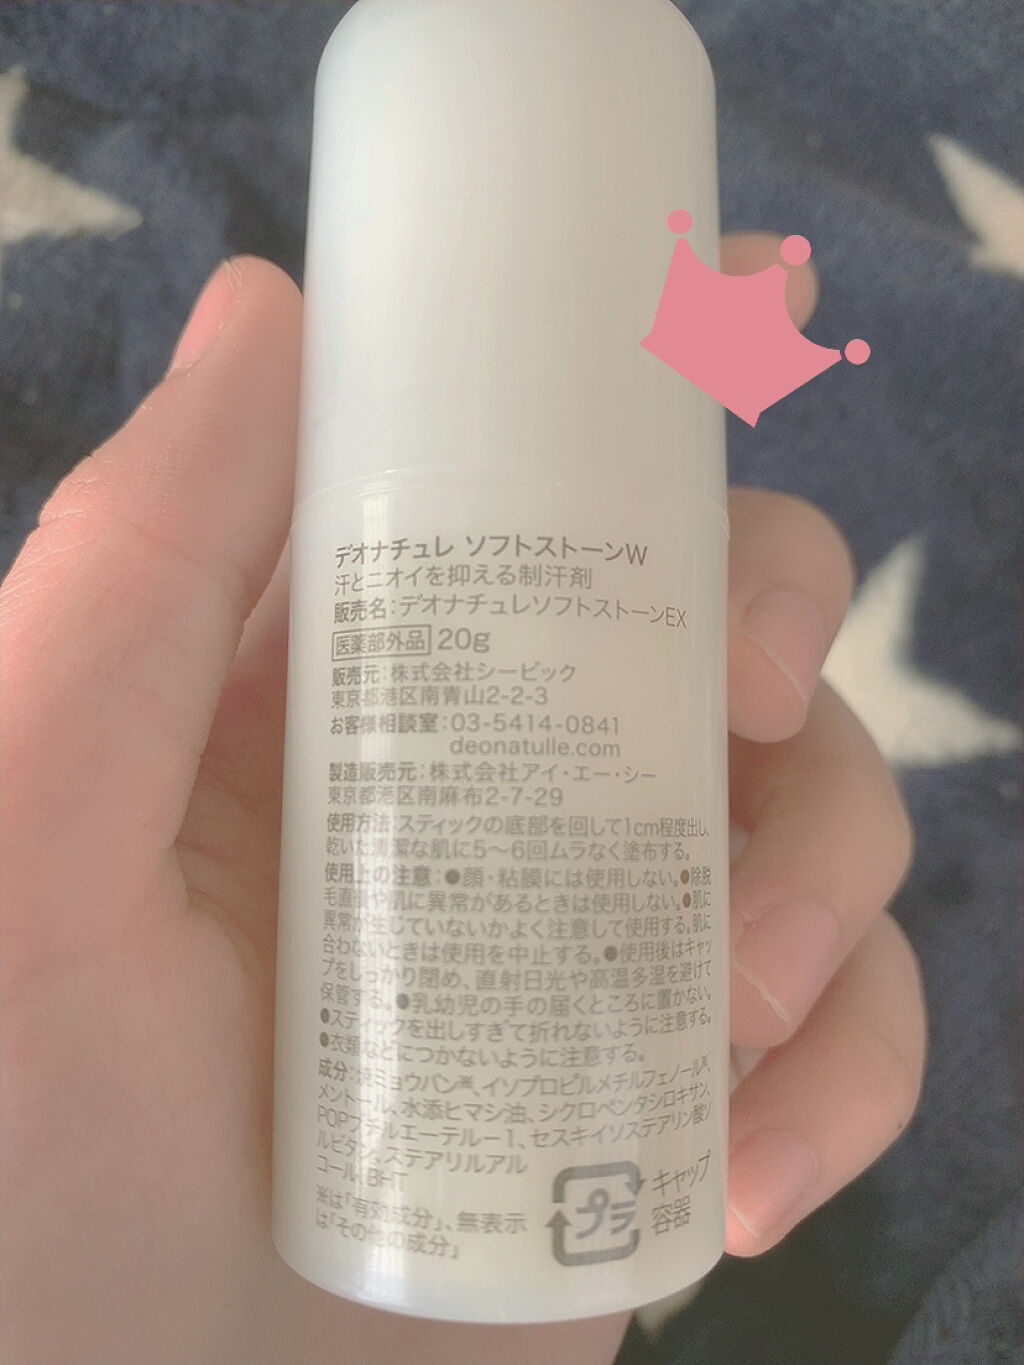 デオナチュレ ソフトストーンW
汗とニオイを抑える制汗剤
販売名：デオナチュレソフトストーンEX
医薬部外品 20g
販売元：株式会社シービック
東京都港区南青山2-2-3
お客様相談室：03-5414-0841
deonatulle.com
製造販売元：株式会社アイ・エー・シー
東京都港区南麻布2-7-29
使用方法：スティックの底部を回して1cm程度出し、
乾いた清潔な肌に5〜6回ムラなく塗布する。
使用上の注意：●顔・粘膜には使用しない。●除脱
毛直後や肌に異常があるときは使用しない。●肌に
異常が生じていないかよく注意して使用する。肌に
合わないときは使用を中止する。●使用後はキャッ
プをしっかり閉め、直射日光や高温多湿を避けて
保管する。●乳幼児の手の届くところに置かない。
●スティックを出しすぎて折れないように注意する。
●衣類などにつかないように注意する。
成分：焼ミョウバン※、イソプロピルメチルフェノール※、
メントール、水添ヒマシ油、シクロペンタシロキサン、
POPブチルエーテル-1、セスキイソステアリン酸ソ
ルビタン、ステアリルアル
コール、BHT
※は「有効成分」、無表示
は「その他の成分」
プラ
キャップ
容器